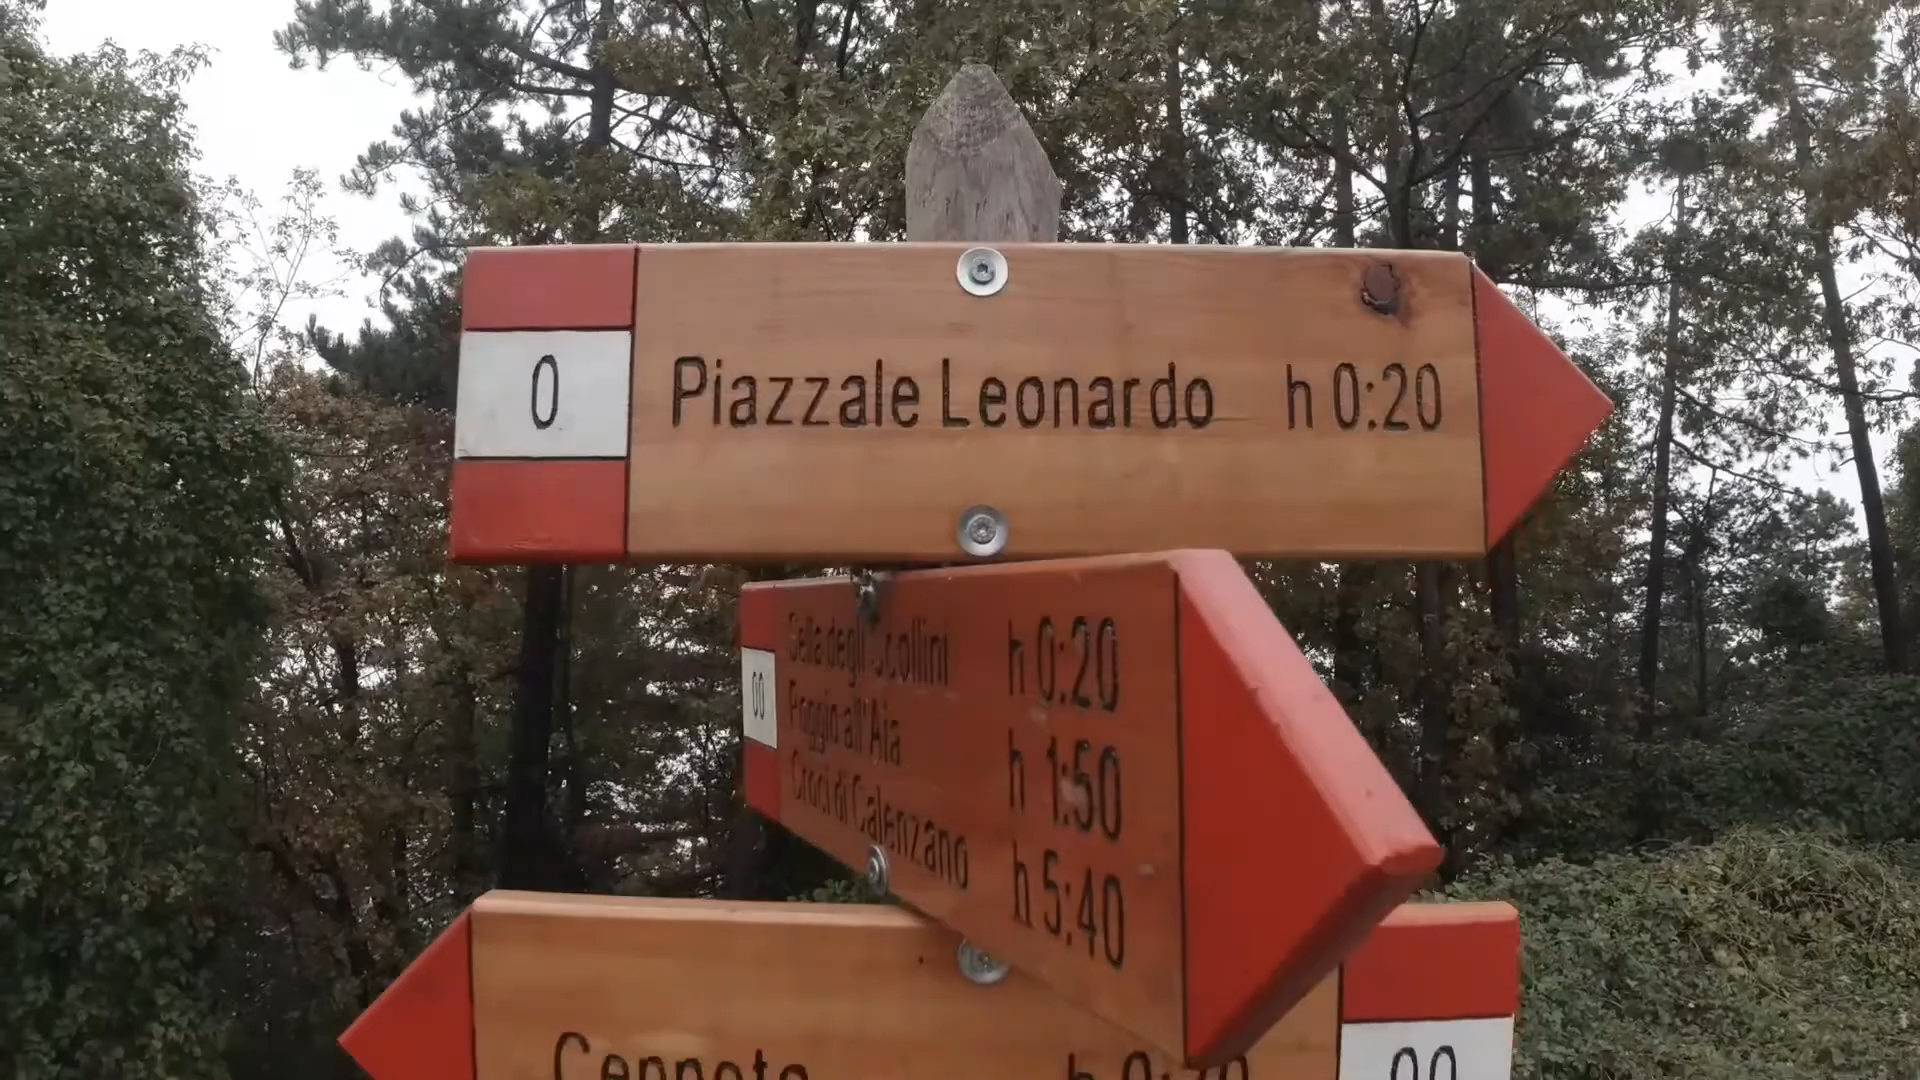 0 Piazzale Leonardo h 0:20
00
Sella degli Scollini h 0:20
Poggio all'Aia h 1:50
Croci di Calenzano h 5:40
00